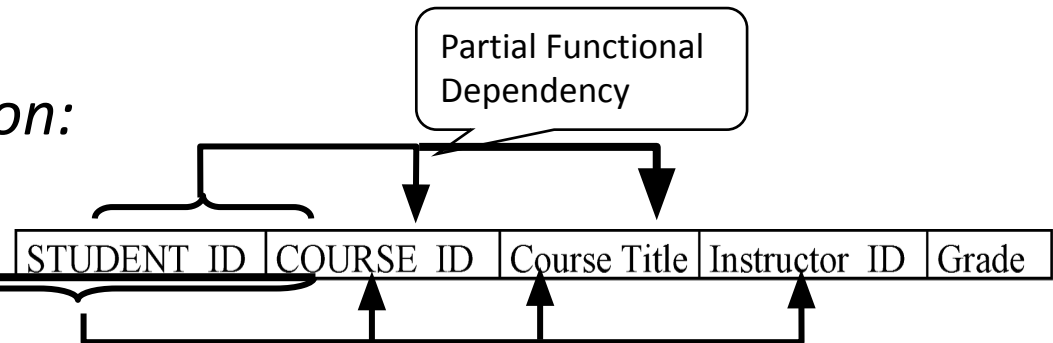 Partial Functional
Dependency
on:
STUDENT ID COURSE ID Course Title Instructor ID Grade